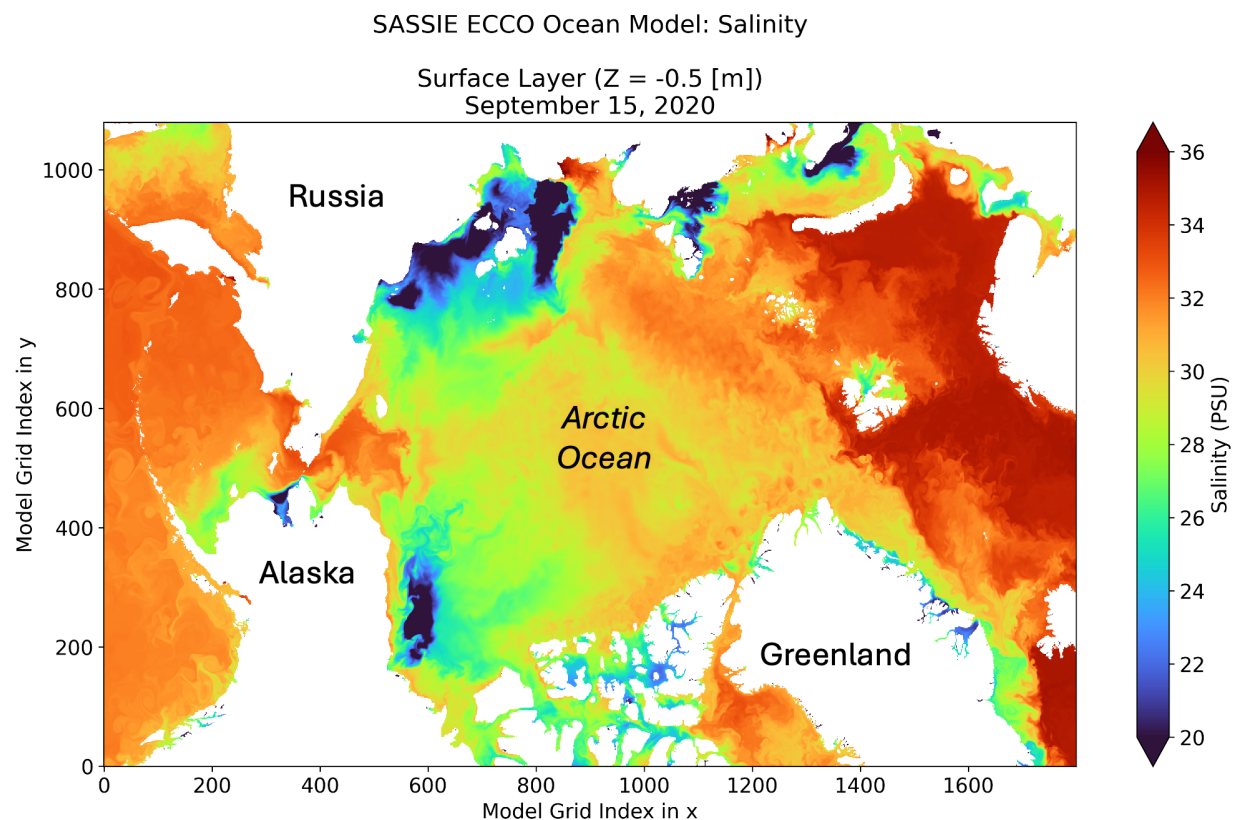 SASSIE ECCO Ocean Model: Salinity
Surface Layer (Z = -0.5 [m])
September 15, 2020
Russia
Arctic
Ocean
Alaska
Greenland
Model Grid Index in y
1000
800
600
400
200
0
0 200 400 600 800 1000 1200 1400 1600
Model Grid Index in x
36
34
32
30
28
26
24
22
20
Salinity (PSU)